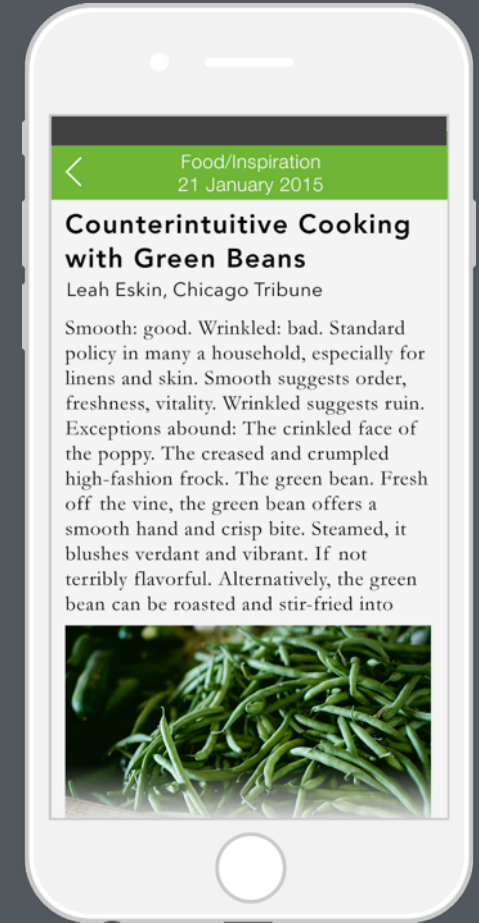 Food/Inspiration
21 January 2015
Counterintuitive Cooking
with Green Beans
Leah Eskin, Chicago Tribune
Smooth: good. Wrinkled: bad. Standard
policy in many a household, especially for
linens and skin. Smooth suggests order,
freshness, vitality. Wrinkled suggests ruin.
Exceptions abound: The crinkled face of
the poppy. The creased and crumpled
high-fashion frock. The green bean. Fresh
off the vine, the green bean offers a
smooth hand and crisp bite. Steamed, it
blushes verdant and vibrant. If not
terribly flavorful. Alternatively, the green
bean can be roasted and stir-fried into